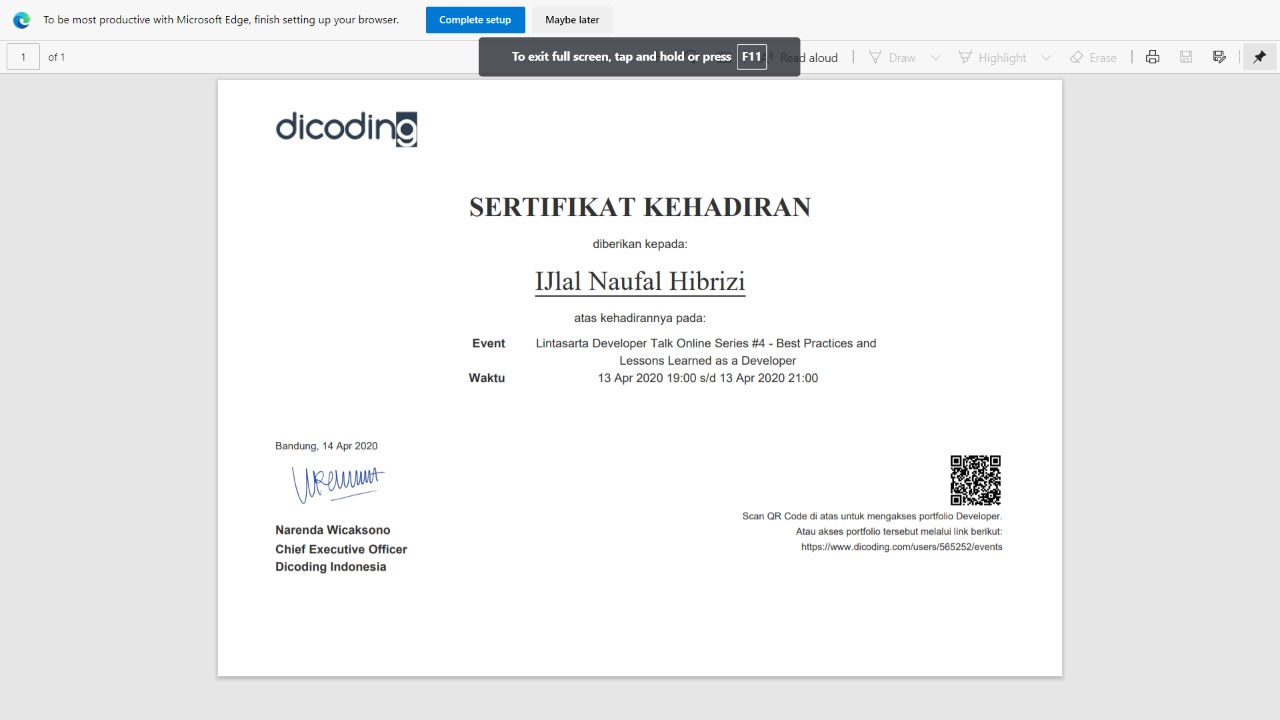 To be most productive with Microsoft Edge, finish setting up your browser. Complete setup Maybe later
1 of 1 To exit full screen, tap and hold or press F11 Read aloud Draw Highlight Erase
dicoding
SERTIFIKAT KEHADIRAN
diberikan kepada:
IJlal Naufal Hibrizi
atas kehadirannya pada:
Event Lintasarta Developer Talk Online Series #4 - Best Practices and
Lessons Learned as a Developer
Waktu 13 Apr 2020 19:00 s/d 13 Apr 2020 21:00
Bandung, 14 Apr 2020
Narenda Wicaksono
Chief Executive Officer
Dicoding Indonesia
Scan QR Code di atas untuk mengakses portfolio Developer.
Atau akses portfolio tersebut melalui link berikut:
https://www.dicoding.com/users/565252/events